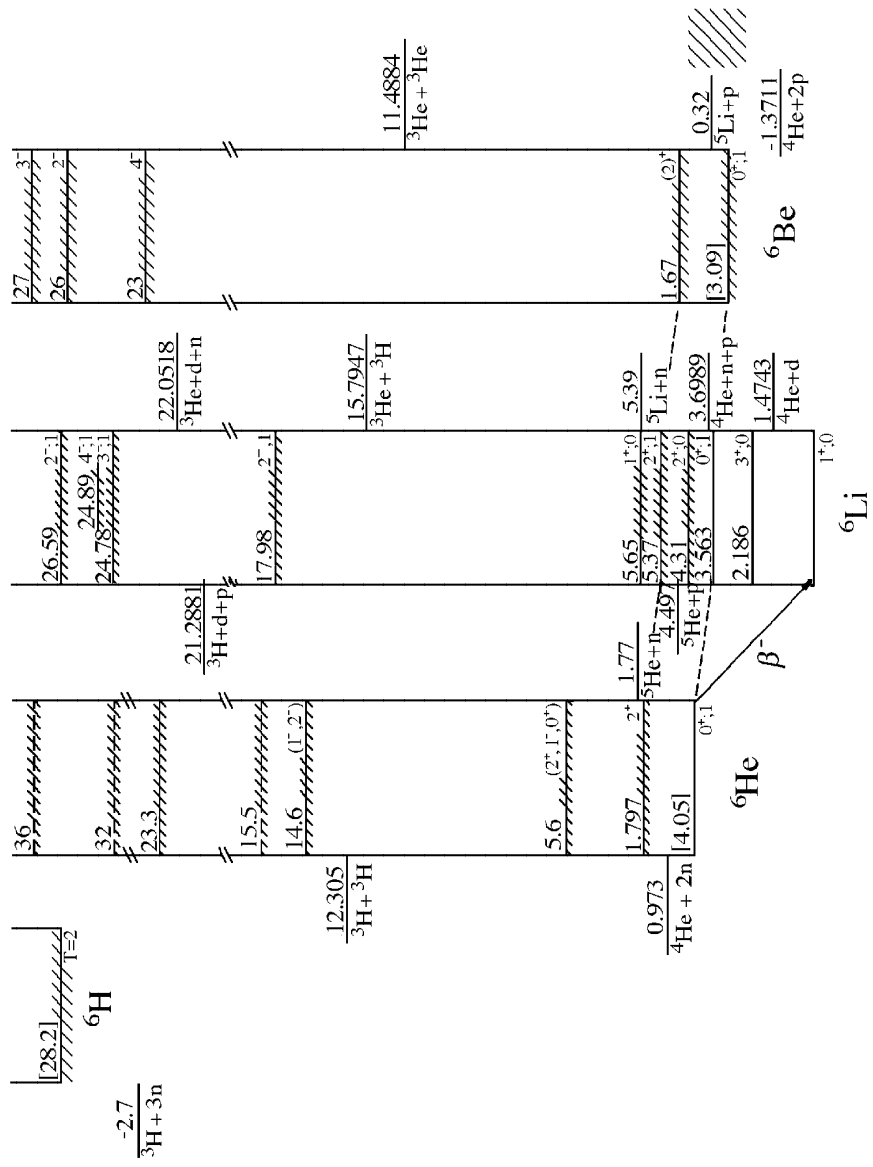 [28.2]
T=2
⁶H
-2.7
³H + 3n
36
32
23.3
15.5
14.6
(1⁻,2⁻)
5.6
(2⁺,1⁻,0⁺)
1.797
2⁺
[4.05]
0⁺;1
⁶He
12.305
³H + ³H
0.973
⁴He + 2n
1.77
⁵He+n
β⁻
21.2881
³H+d+p
4.497
⁵He+p
26.59
2⁻;1
24.89
4⁻;1
24.78
3⁻;1
17.98
2⁻,1
5.65
1⁺;0
5.37
2⁺;1
4.31
2⁺;0
3.563
0⁺;1
2.186
3⁺;0
1⁺;0
⁶Li
22.0518
³He+d+n
15.7947
³He + ³H
5.39
⁵Li+n
3.6989
⁴He+n+p
1.4743
⁴He+d
27
3⁻
26
2⁻
23
4⁻
1.67
(2)⁺
[3.09]
0⁺;1
⁶Be
11.4884
³He + ³He
0.32
⁵Li+p
-1.3711
⁴He+2p